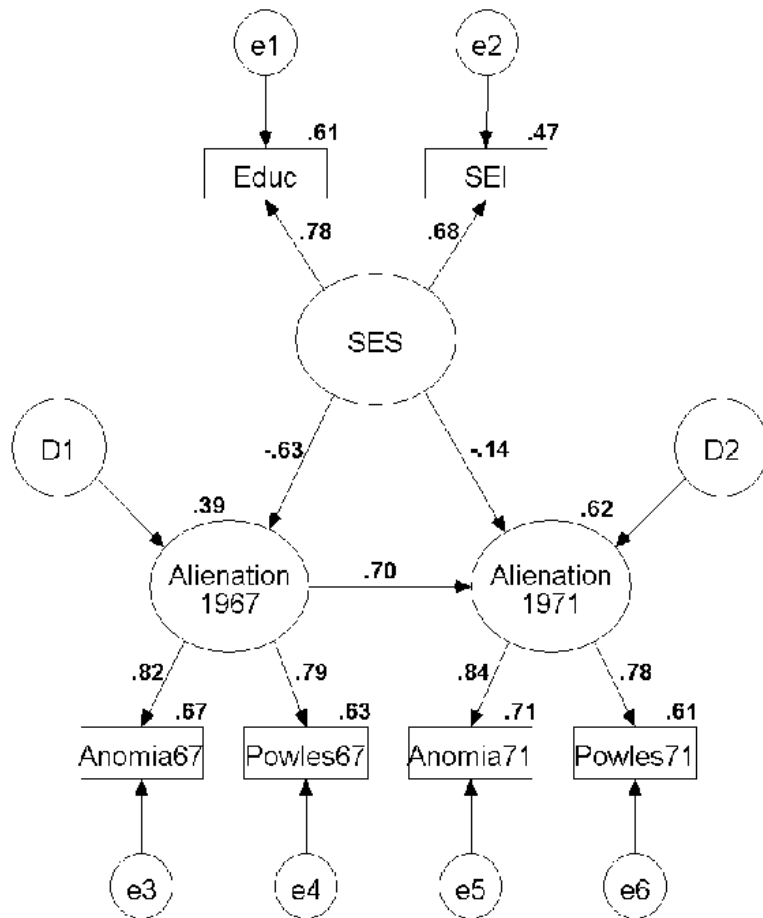 e1
e2
.61
.47
Educ
SEI
.78
.68
SES
D1
D2
-.63
-.14
.39
.62
Alienation
1967
.70
Alienation
1971
.82
.79
.84
.78
.67
.63
.71
.61
Anomia67
Powles67
Anomia71
Powles71
e3
e4
e5
e6